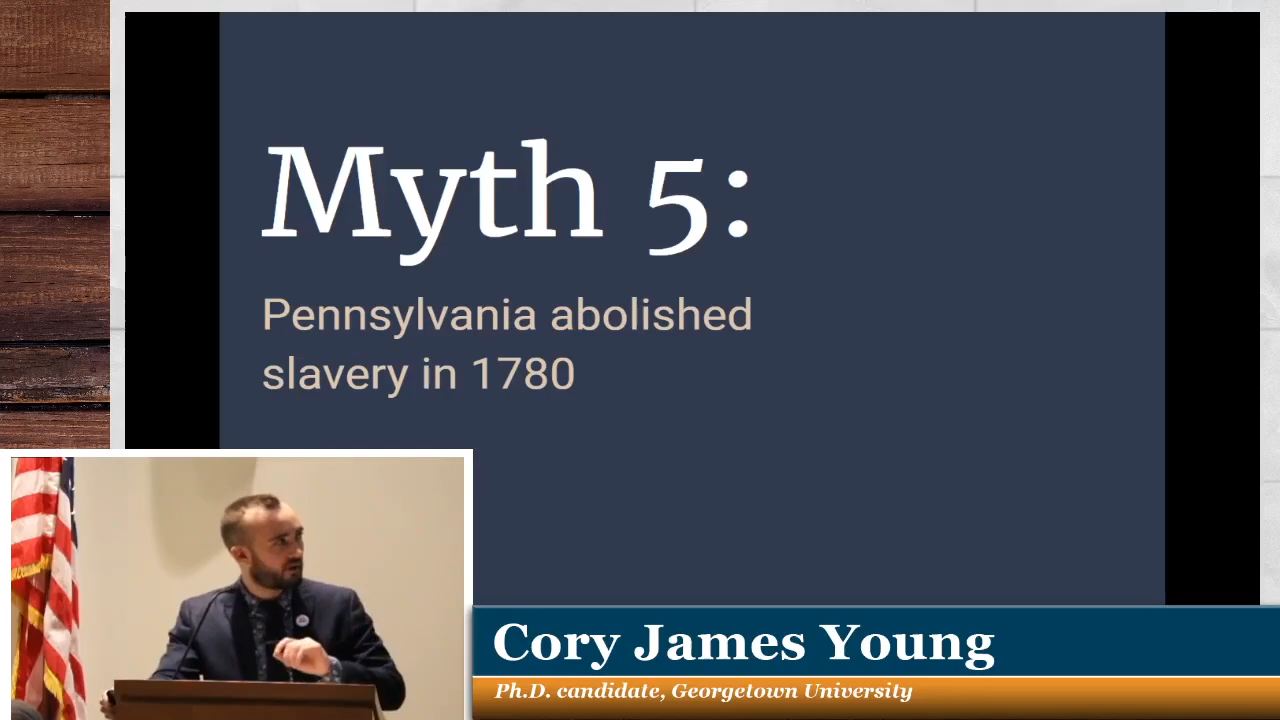 Myth 5:
Pennsylvania abolished
slavery in 1780
Cory James Young
Ph.D. candidate, Georgetown University